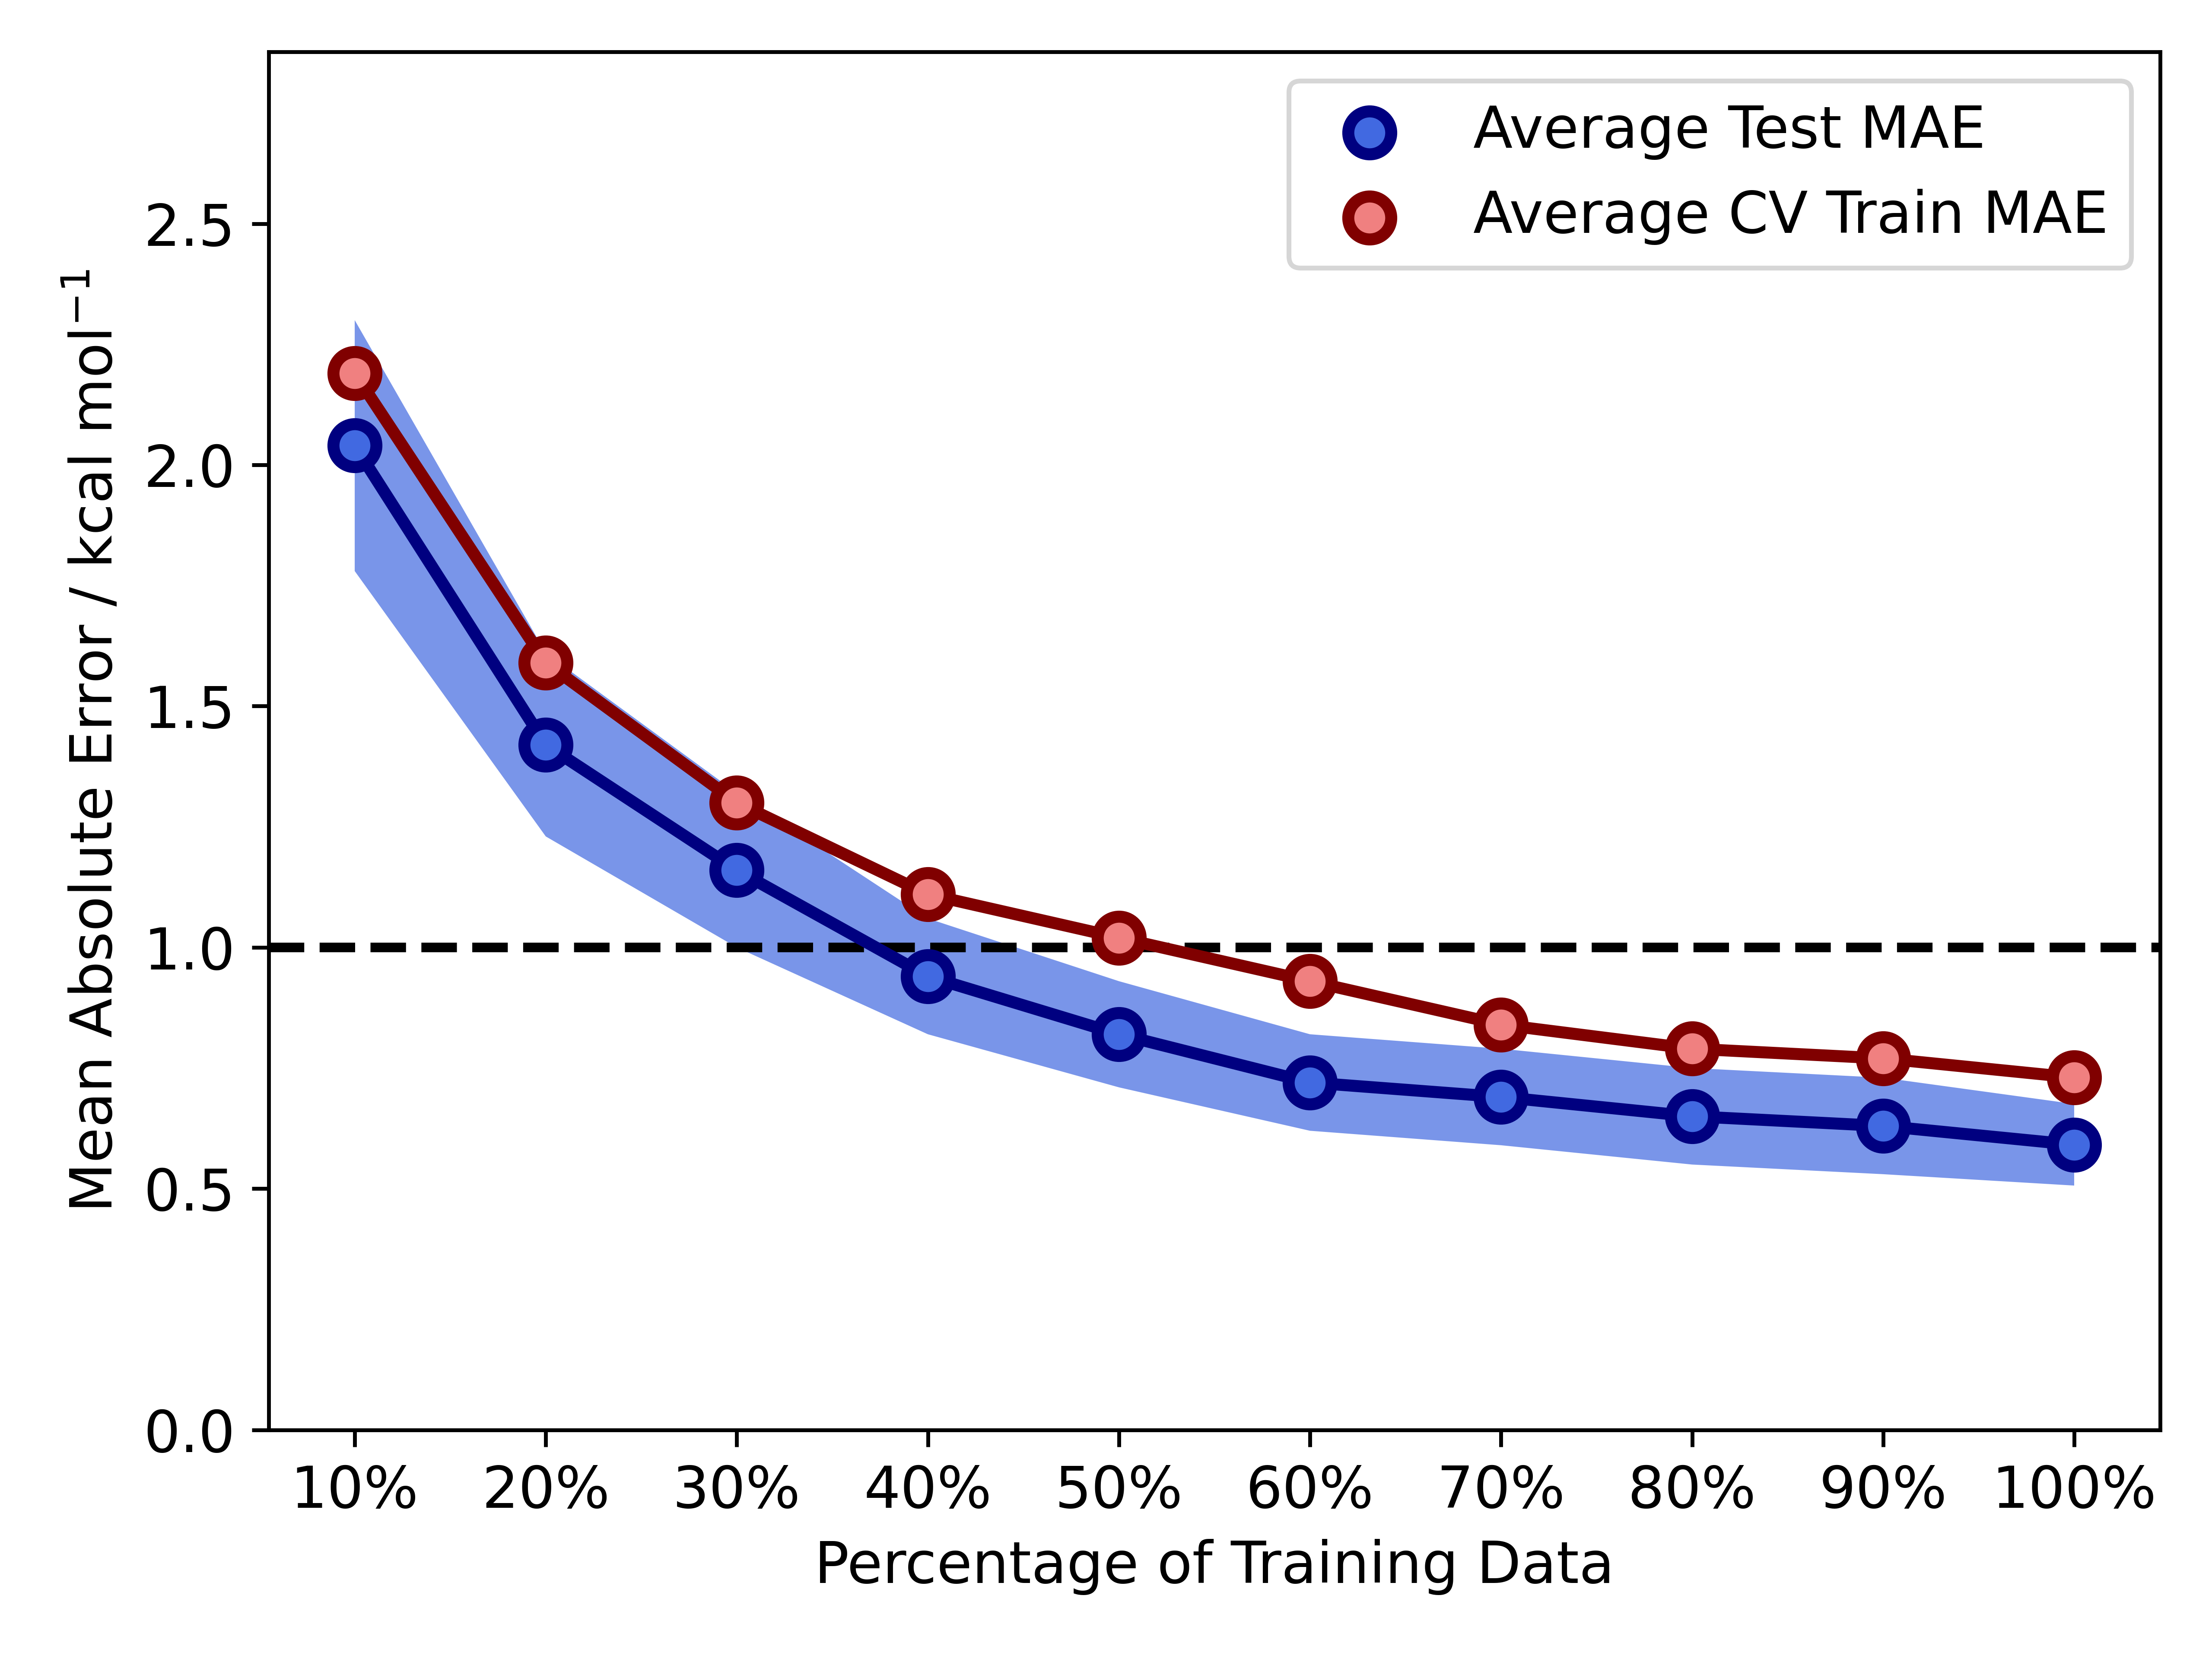 Average Test MAE
Average CV Train MAE
Mean Absolute Error / kcal mol⁻¹
2.5
2.0
1.5
1.0
0.5
0.0
10% 20% 30% 40% 50% 60% 70% 80% 90% 100%
Percentage of Training Data